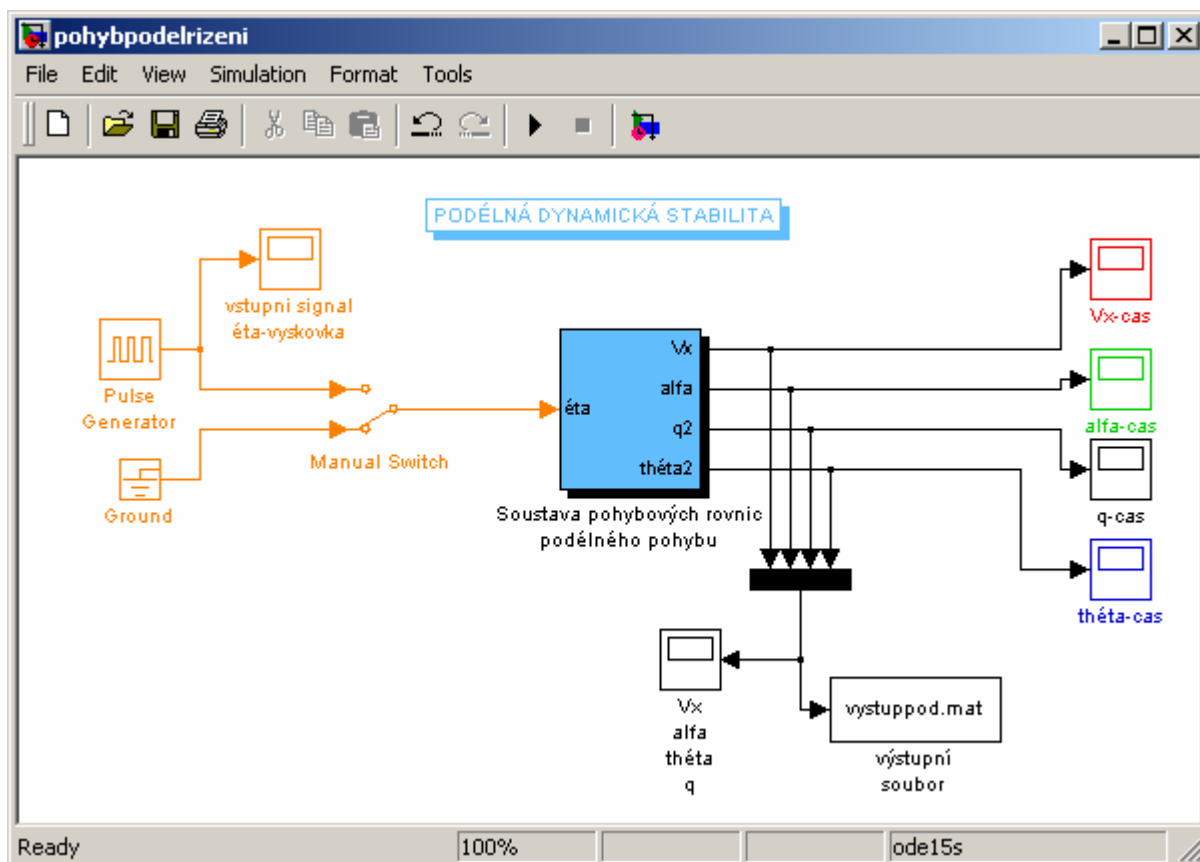 pohybpodelrizeni
File Edit View Simulation Format Tools
PODÉLNÁ DYNAMICKÁ STABILITA
vstupni signal
éta-vyskovka
Pulse
Generator
Manual Switch
Ground
éta
Vx
alfa
q2
théta2
Soustava pohybových rovnic
podélného pohybu
Vx-cas
alfa-cas
q-cas
théta-cas
Vx
alfa
théta
q
vystuppod.mat
výstupní
soubor
Ready 100% ode15s